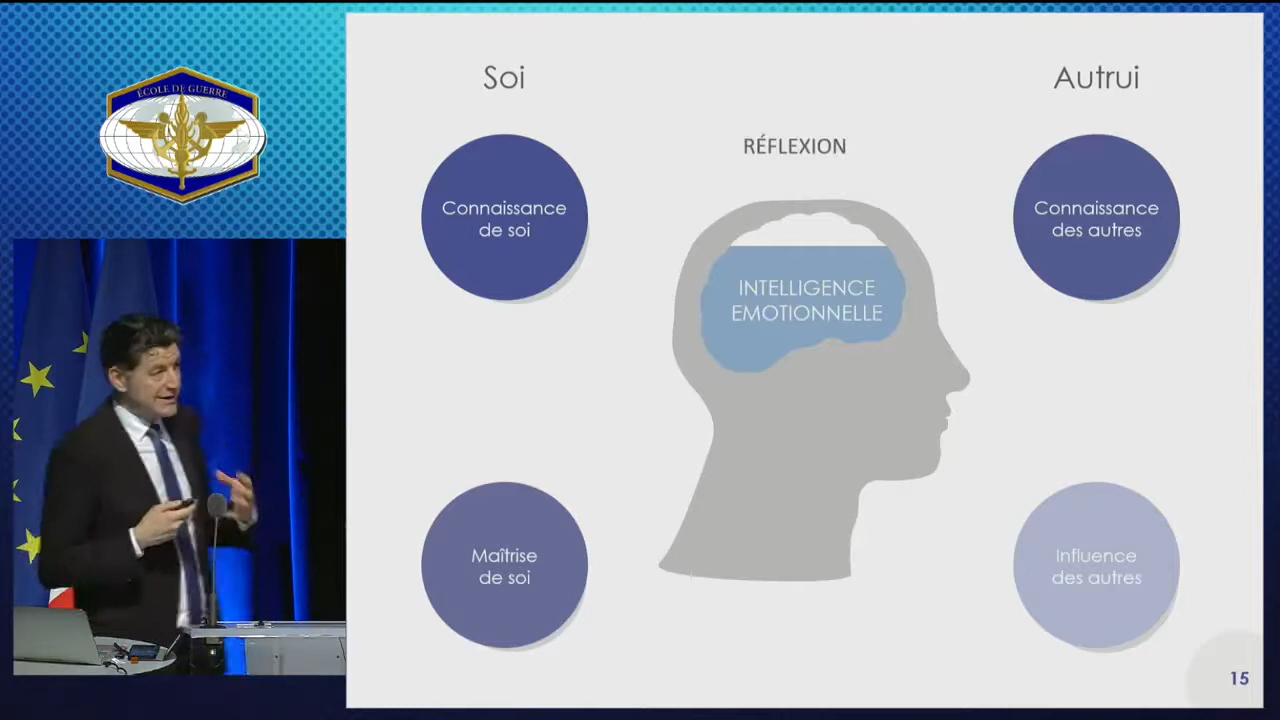 ÉCOLE DE GUERRE
Soi
Autrui
RÉFLEXION
Connaissance
de soi
Connaissance
des autres
INTELLIGENCE
EMOTIONNELLE
Maîtrise
de soi
Influence
des autres
15